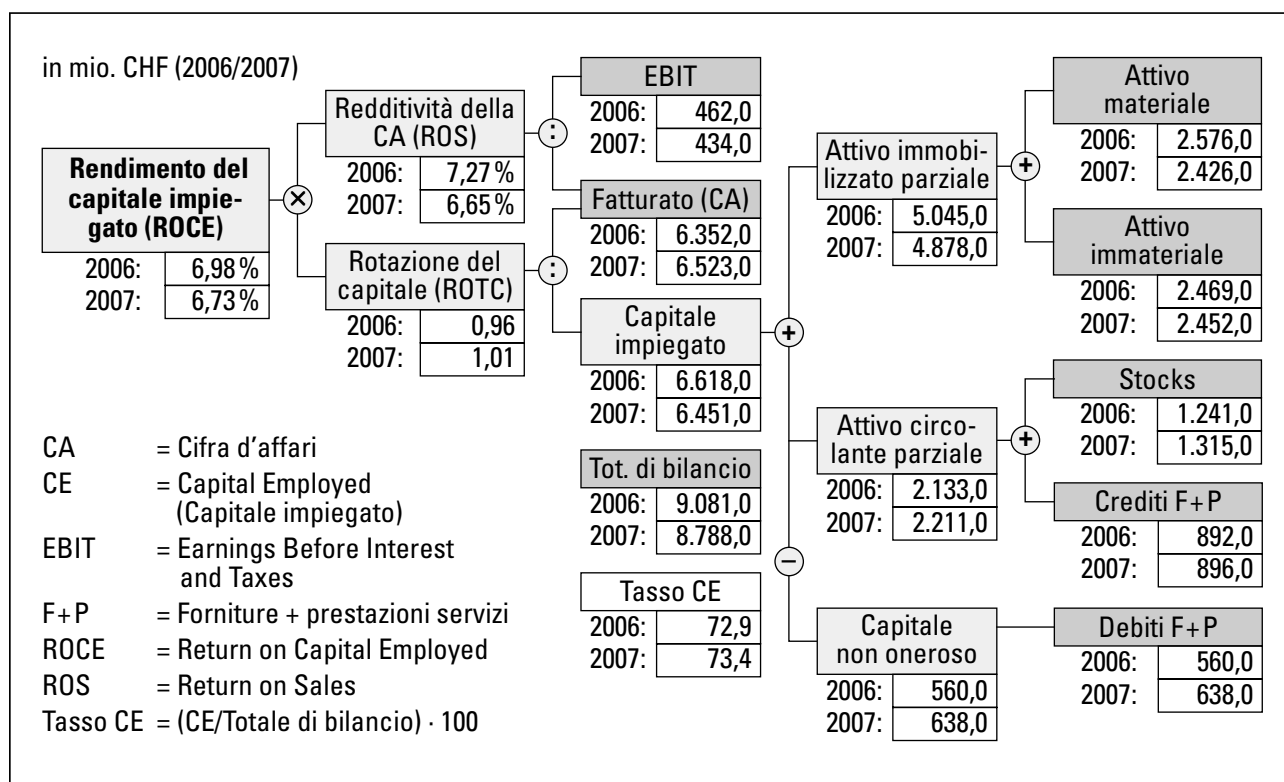 in mio. CHF (2006/2007)
Rendimento del
capitale impie-
gato (ROCE)
2006: 6,98 %
2007: 6,73 %
×
Redditività della
CA (ROS)
2006: 7,27 %
2007: 6,65 %
Rotazione del
capitale (ROTC)
2006: 0,96
2007: 1,01
:
:
EBIT
2006: 462,0
2007: 434,0
Fatturato (CA)
2006: 6.352,0
2007: 6.523,0
Capitale
impiegato
2006: 6.618,0
2007: 6.451,0
Tot. di bilancio
2006: 9.081,0
2007: 8.788,0
Tasso CE
2006: 72,9
2007: 73,4
+
–
Attivo immobi-
lizzato parziale
2006: 5.045,0
2007: 4.878,0
Attivo circo-
lante parziale
2006: 2.133,0
2007: 2.211,0
Capitale
non oneroso
2006: 560,0
2007: 638,0
+
+
Attivo
materiale
2006: 2.576,0
2007: 2.426,0
Attivo
immateriale
2006: 2.469,0
2007: 2.452,0
Stocks
2006: 1.241,0
2007: 1.315,0
Crediti F+P
2006: 892,0
2007: 896,0
Debiti F+P
2006: 560,0
2007: 638,0
CA = Cifra d'affari
CE = Capital Employed
(Capitale impiegato)
EBIT = Earnings Before Interest
and Taxes
F+P = Forniture + prestazioni servizi
ROCE = Return on Capital Employed
ROS = Return on Sales
Tasso CE = (CE/Totale di bilancio) · 100